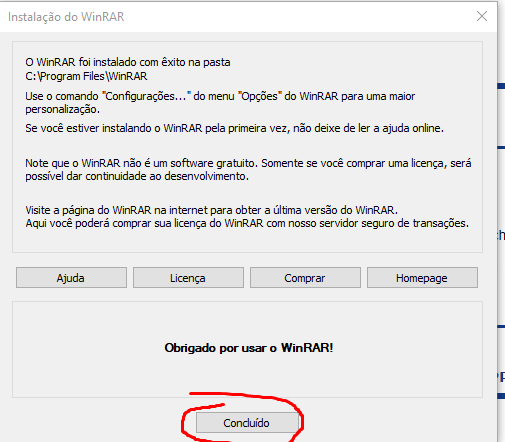 Instalação do WinRAR
O WinRAR foi instalado com êxito na pasta
C:\Program Files\WinRAR
Use o comando "Configurações..." do menu "Opções" do WinRAR para uma maior
personalização.
Se você estiver instalando o WinRAR pela primeira vez, não deixe de ler a ajuda online.
Note que o WinRAR não é um software gratuito. Somente se você comprar uma licença, será
possível dar continuidade ao desenvolvimento.
Visite a página do WinRAR na internet para obter a última versão do WinRAR.
Aqui você poderá comprar sua licença do WinRAR com nosso servidor seguro de transações.
Ajuda
Licença
Comprar
Homepage
Obrigado por usar o WinRAR!
Concluído